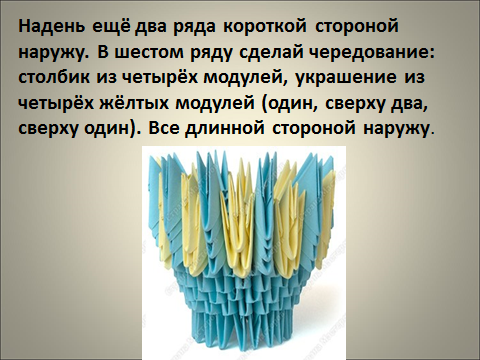 Надень ещё два ряда короткой стороной
наружу. В шестом ряду сделай чередование:
столбик из четырёх модулей, украшение из
четырёх жёлтых модулей (один, сверху два,
сверху один). Все длинной стороной наружу.